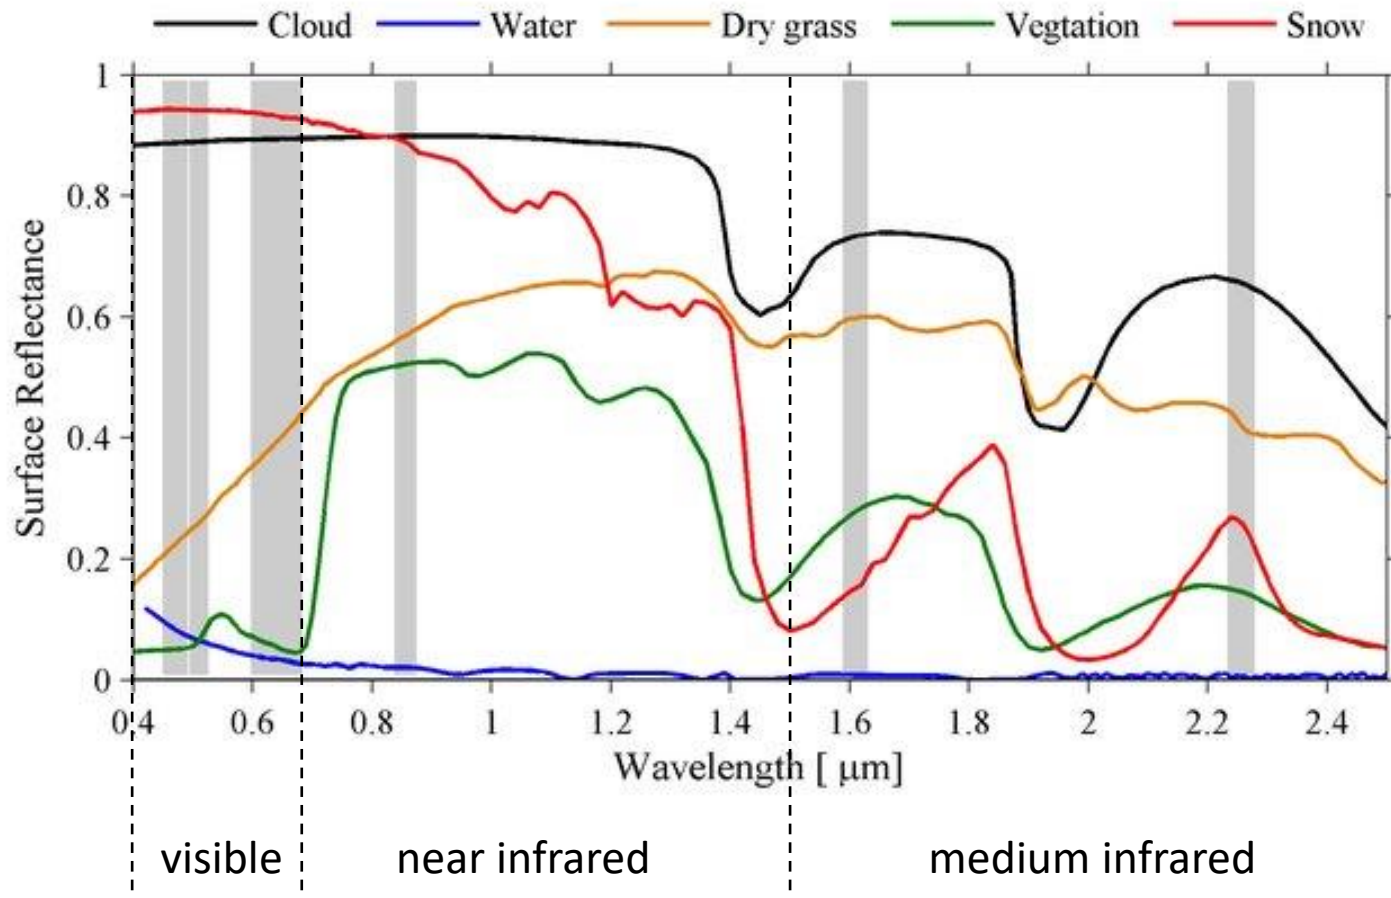 Cloud Water Dry grass Vegtation Snow
Surface Reflectance
1
0.8
0.6
0.4
0.2
0
0.4 0.6 0.8 1 1.2 1.4 1.6 1.8 2 2.2 2.4
Wavelength [ μm]
visible near infrared medium infrared